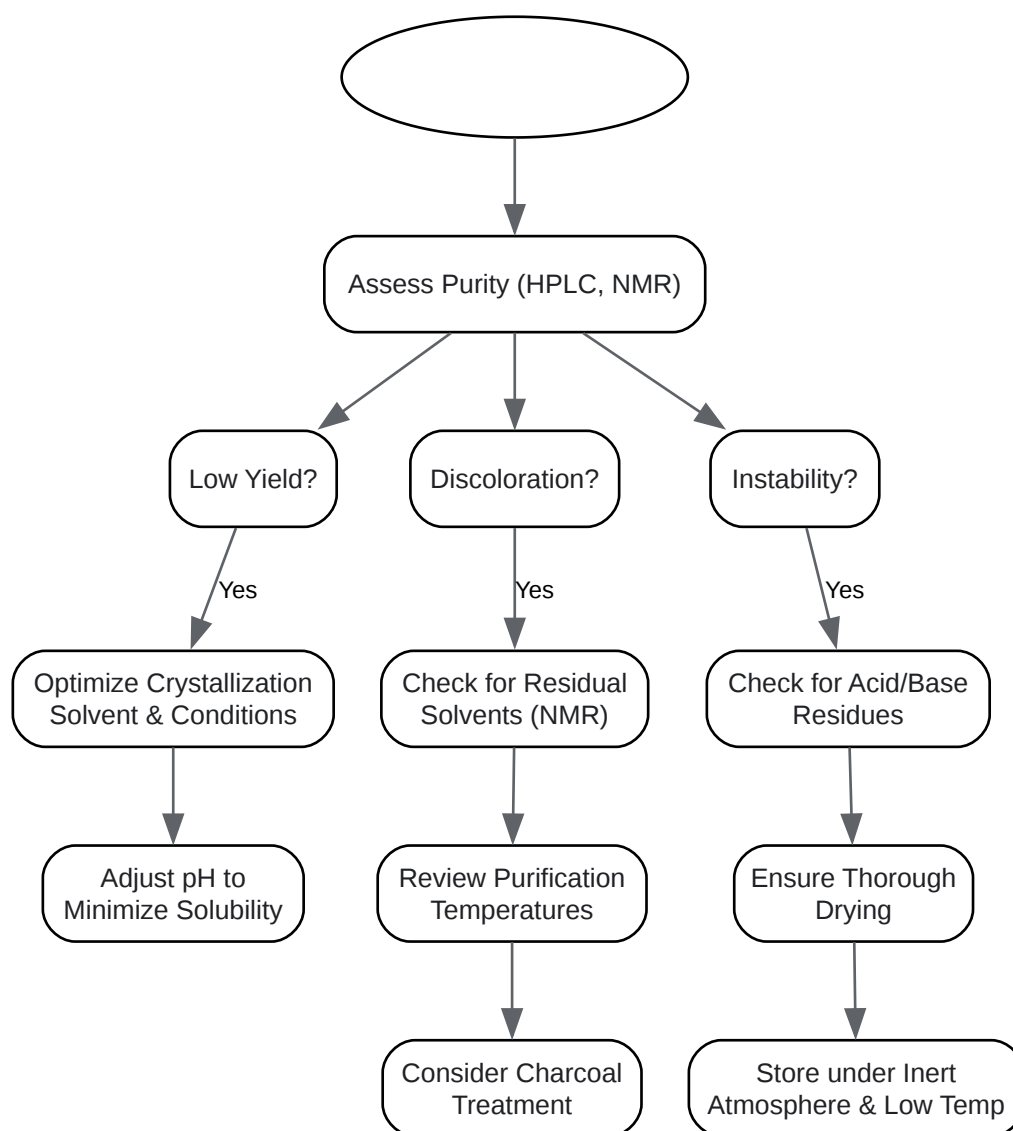 Assess Purity (HPLC, NMR)
Low Yield?
Discoloration?
Instability?
Yes
Yes
Yes
Optimize Crystallization
Solvent & Conditions
Check for Residual
Solvents (NMR)
Check for Acid/Base
Residues
Adjust pH to
Minimize Solubility
Review Purification
Temperatures
Ensure Thorough
Drying
Consider Charcoal
Treatment
Store under Inert
Atmosphere & Low Temp